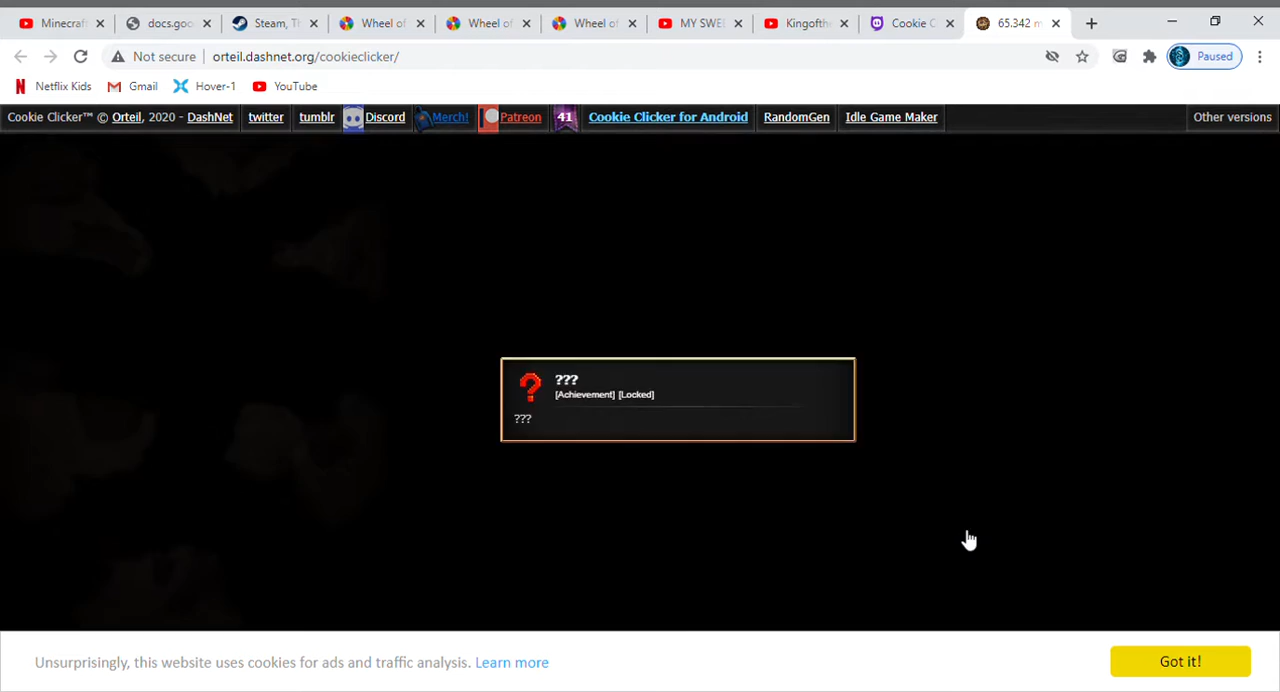 Minecraf
docs.goo
Steam, Th
Wheel of
Wheel of
Wheel of
MY SWEE
Kingofthe
Cookie C
65.342 m
Not secure
orteil.dashnet.org/cookieclicker/
Paused
Netflix Kids
Gmail
Hover-1
YouTube
Cookie Clicker™ © Orteil, 2020 - DashNet
twitter
tumblr
Discord
Merch!
Patreon
41
Cookie Clicker for Android
RandomGen
Idle Game Maker
Other versions
???
[Achievement] [Locked]
???
Unsurprisingly, this website uses cookies for ads and traffic analysis. Learn more
Got it!